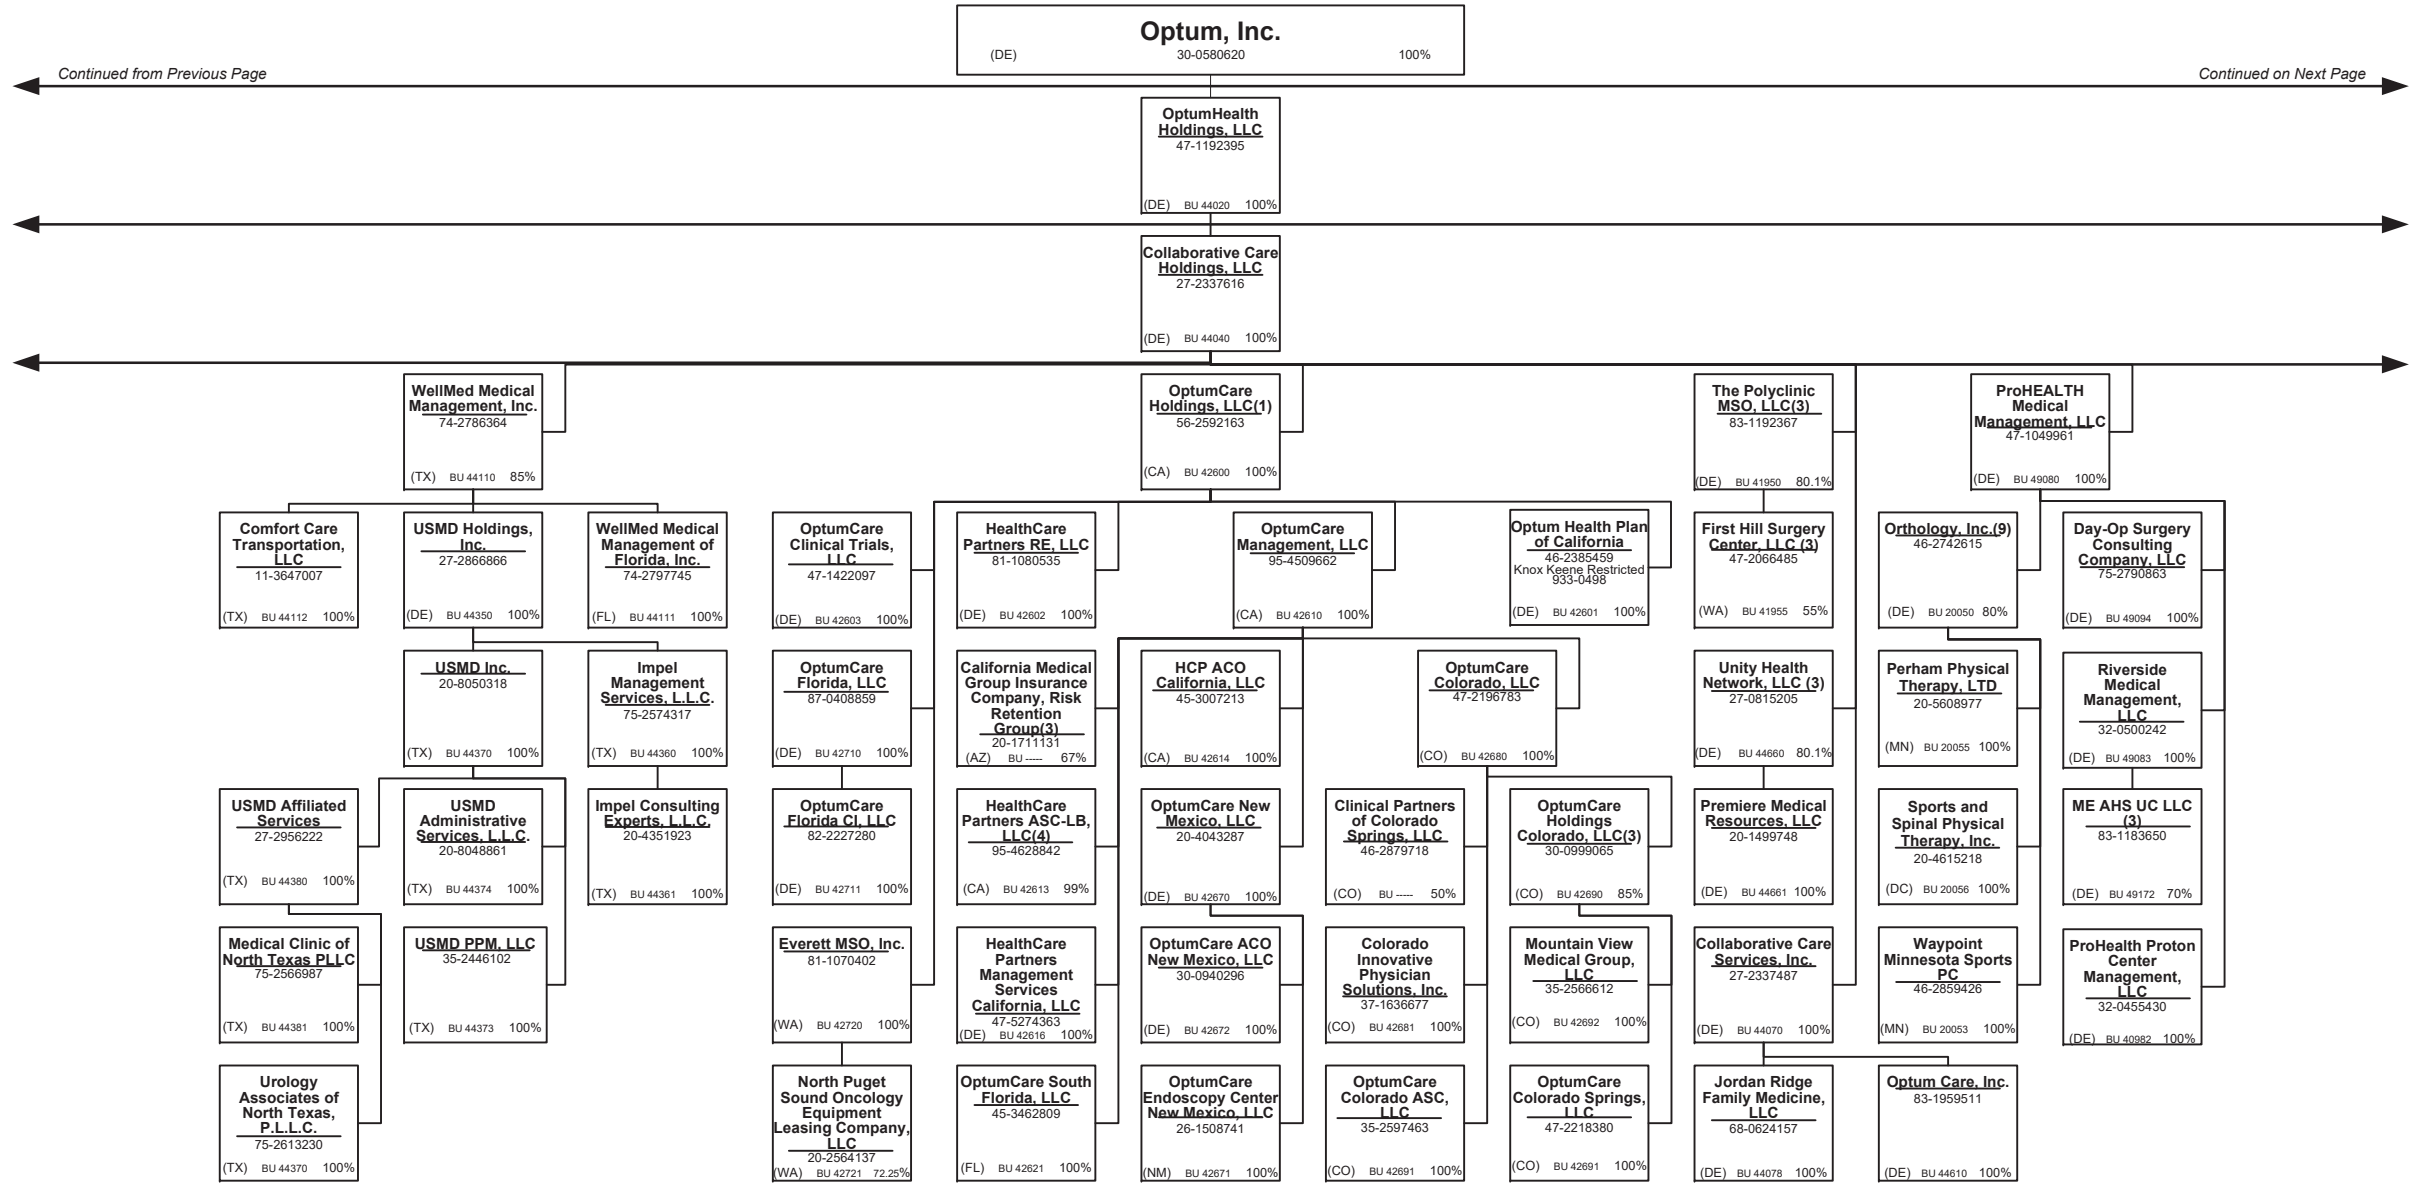 Optum, Inc.
(DE) 30-0580620 100%
Continued from Previous Page
Continued on Next Page
OptumHealth
Holdings, LLC
47-1192395
(DE) BU 44020 100%
Collaborative Care
Holdings, LLC
27-2337616
(DE) BU 44040 100%
WellMed Medical
Management, Inc.
74-2786364
(TX) BU 44110 85%
OptumCare
Holdings, LLC(1)
56-2592163
(CA) BU 42600 100%
The Polyclinic
MSO, LLC(3)
83-1192367
(DE) BU 41950 80.1%
ProHEALTH
Medical
Management, LLC
47-1049961
(DE) BU 49080 100%
Comfort Care
Transportation,
LLC
11-3647007
(TX) BU 44112 100%
USMD Holdings,
Inc.
27-2866866
(DE) BU 44350 100%
WellMed Medical
Management of
Florida, Inc.
74-2797745
(FL) BU 44111 100%
OptumCare
Clinical Trials,
LLC
47-1422097
(DE) BU 42603 100%
HealthCare
Partners RE, LLC
81-1080535
(DE) BU 42602 100%
OptumCare
Management, LLC
95-4509662
(CA) BU 42610 100%
Optum Health Plan
of California
46-2385459
Knox Keene Restricted
933-0498
(DE) BU 42601 100%
First Hill Surgery
Center, LLC (3)
47-2066485
(WA) BU 41955 55%
Orthology, Inc.(9)
46-2742615
(DE) BU 20050 80%
Day-Op Surgery
Consulting
Company, LLC
75-2790863
(DE) BU 49094 100%
USMD Inc.
20-8050318
(TX) BU 44370 100%
Impel
Management
Services, L.L.C.
75-2574317
(TX) BU 44360 100%
OptumCare
Florida, LLC
87-0408859
(DE) BU 42710 100%
California Medical
Group Insurance
Company, Risk
Retention
Group(3)
20-1711131
(AZ) BU ----- 67%
HCP ACO
California, LLC
45-3007213
(CA) BU 42614 100%
OptumCare
Colorado, LLC
47-2196783
(CO) BU 42680 100%
Unity Health
Network, LLC (3)
27-0815205
(DE) BU 44660 80.1%
Perham Physical
Therapy, LTD
20-5608977
(MN) BU 20055 100%
Riverside
Medical
Management,
LLC
32-0500242
(DE) BU 49083 100%
USMD Affiliated
Services
27-2956222
(TX) BU 44380 100%
USMD
Administrative
Services, L.L.C.
20-8048861
(TX) BU 44374 100%
Impel Consulting
Experts, L.L.C.
20-4351923
(TX) BU 44361 100%
OptumCare
Florida CI, LLC
82-2227280
(DE) BU 42711 100%
HealthCare
Partners ASC-LB,
LLC(4)
95-4628842
(CA) BU 42613 99%
OptumCare New
Mexico, LLC
20-4043287
(DE) BU 42670 100%
Clinical Partners
of Colorado
Springs, LLC
46-2879718
(CO) BU ----- 50%
OptumCare
Holdings
Colorado, LLC(3)
30-0999065
(CO) BU 42690 85%
Premiere Medical
Resources, LLC
20-1499748
(DE) BU 44661 100%
Sports and
Spinal Physical
Therapy, Inc.
20-4615218
(DC) BU 20056 100%
ME AHS UC LLC
(3)
83-1183650
(DE) BU 49172 70%
Medical Clinic of
North Texas PLLC
75-2566987
(TX) BU 44381 100%
USMD PPM, LLC
35-2446102
(TX) BU 44373 100%
Everett MSO, Inc.
81-1070402
(WA) BU 42720 100%
HealthCare
Partners
Management
Services
California, LLC
47-5274363
(DE) BU 42616 100%
OptumCare ACO
New Mexico, LLC
30-0940296
(DE) BU 42672 100%
Colorado
Innovative
Physician
Solutions, Inc.
37-1636677
(CO) BU 42681 100%
Mountain View
Medical Group,
LLC
35-2566612
(CO) BU 42692 100%
Collaborative Care
Services, Inc.
27-2337487
(DE) BU 44070 100%
Waypoint
Minnesota Sports
PC
46-2859426
(MN) BU 20053 100%
ProHealth Proton
Center
Management,
LLC
32-0455430
(DE) BU 40982 100%
Urology
Associates of
North Texas,
P.L.L.C.
75-2613230
(TX) BU 44370 100%
North Puget
Sound Oncology
Equipment
Leasing Company,
LLC
20-2564137
(WA) BU 42721 72.25%
OptumCare South
Florida, LLC
45-3462809
(FL) BU 42621 100%
OptumCare
Endoscopy Center
New Mexico, LLC
26-1508741
(NM) BU 42671 100%
OptumCare
Colorado ASC,
LLC
35-2597463
(CO) BU 42691 100%
OptumCare
Colorado Springs,
LLC
47-2218380
(CO) BU 42691 100%
Jordan Ridge
Family Medicine,
LLC
68-0624157
(DE) BU 44078 100%
Optum Care, Inc.
83-1959511
(DE) BU 44610 100%